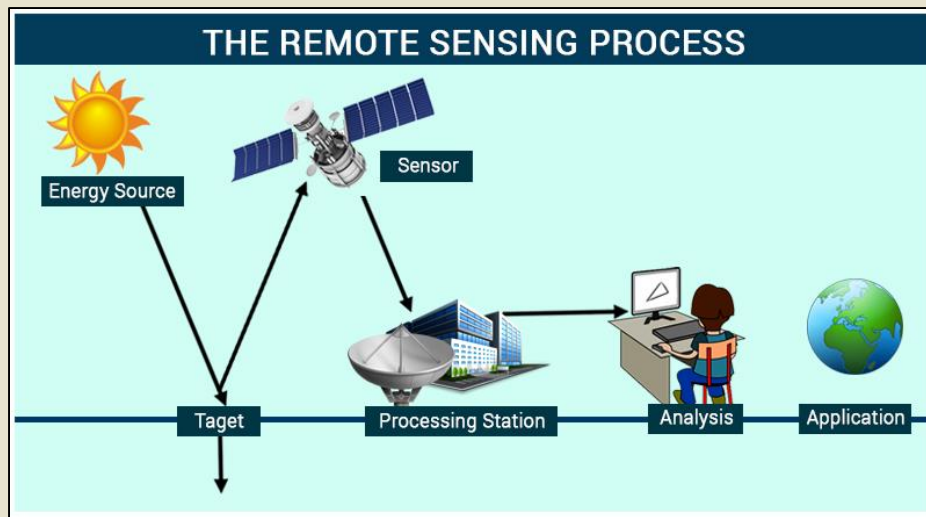 THE REMOTE SENSING PROCESS
Energy Source
Sensor
Taget
Processing Station
Analysis
Application